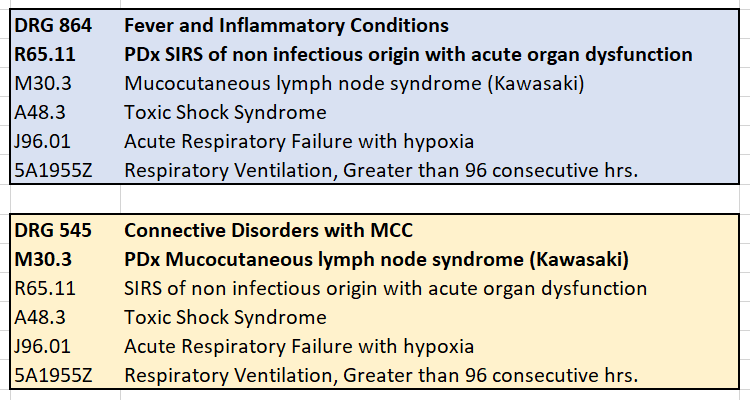 DRG 864 Fever and Inflammatory Conditions
R65.11 PDx SIRS of non infectious origin with acute organ dysfunction
M30.3 Mucocutaneous lymph node syndrome (Kawasaki)
A48.3 Toxic Shock Syndrome
J96.01 Acute Respiratory Failure with hypoxia
5A1955Z Respiratory Ventilation, Greater than 96 consecutive hrs.
DRG 545 Connective Disorders with MCC
M30.3 PDx Mucocutaneous lymph node syndrome (Kawasaki)
R65.11 SIRS of non infectious origin with acute organ dysfunction
A48.3 Toxic Shock Syndrome
J96.01 Acute Respiratory Failure with hypoxia
5A1955Z Respiratory Ventilation, Greater than 96 consecutive hrs.